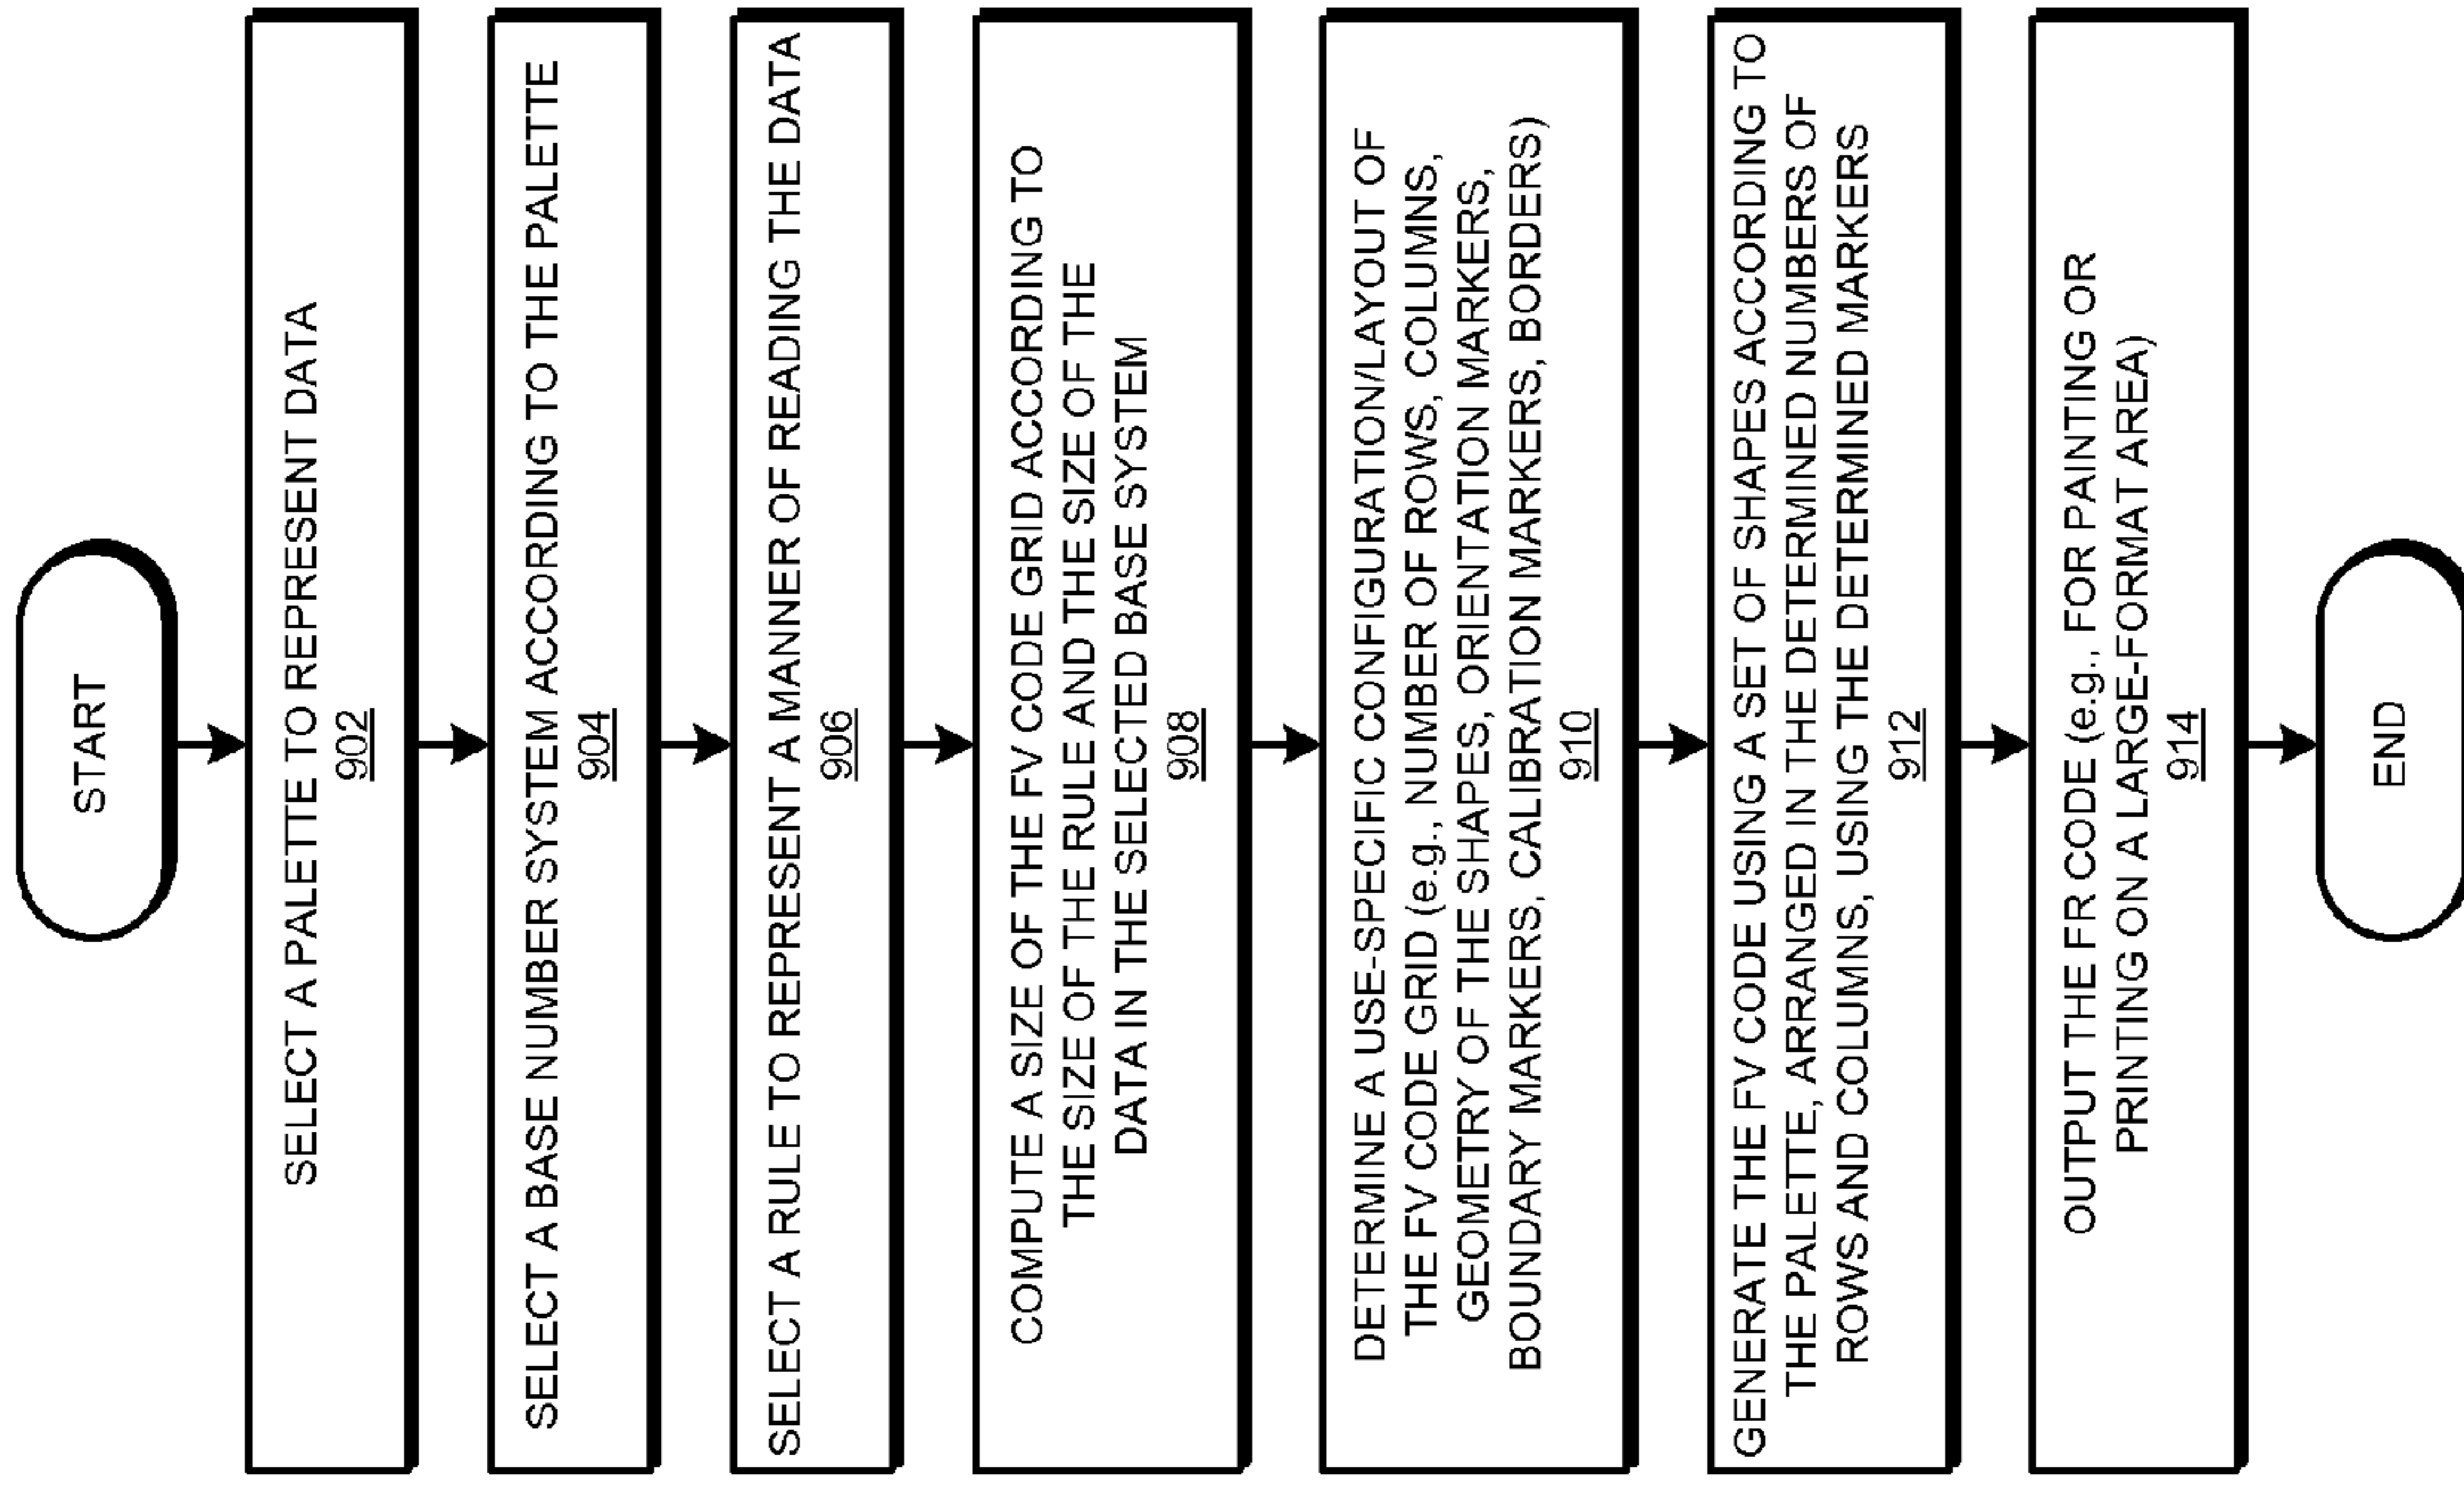 START
SELECT A PALETTE TO REPRESENT DATA
902
SELECT A BASE NUMBER SYSTEM ACCORDING TO THE PALETTE
904
SELECT A RULE TO REPRESENT A MANNER OF READING THE DATA
906
COMPUTE A SIZE OF THE FV CODE GRID ACCORDING TO
THE SIZE OF THE RULE AND THE SIZE OF THE
DATA IN THE SELECTED BASE SYSTEM
908
DETERMINE A USE-SPECIFIC CONFIGURATION/LAYOUT OF
THE FV CODE GRID (e.g., NUMBER OF ROWS, COLUMNS,
GEOMETRY OF THE SHAPES, ORIENTATION MARKERS,
BOUNDARY MARKERS, CALIBRATION MARKERS, BORDERS)
910
GENERATE THE FV CODE USING A SET OF SHAPES ACCORDING TO
THE PALETTE, ARRANGED IN THE DETERMINED NUMBERS OF
ROWS AND COLUMNS, USING THE DETERMINED MARKERS
912
OUTPUT THE FR CODE (e.g., FOR PAINTING OR
PRINTING ON A LARGE-FORMAT AREA)
914
END